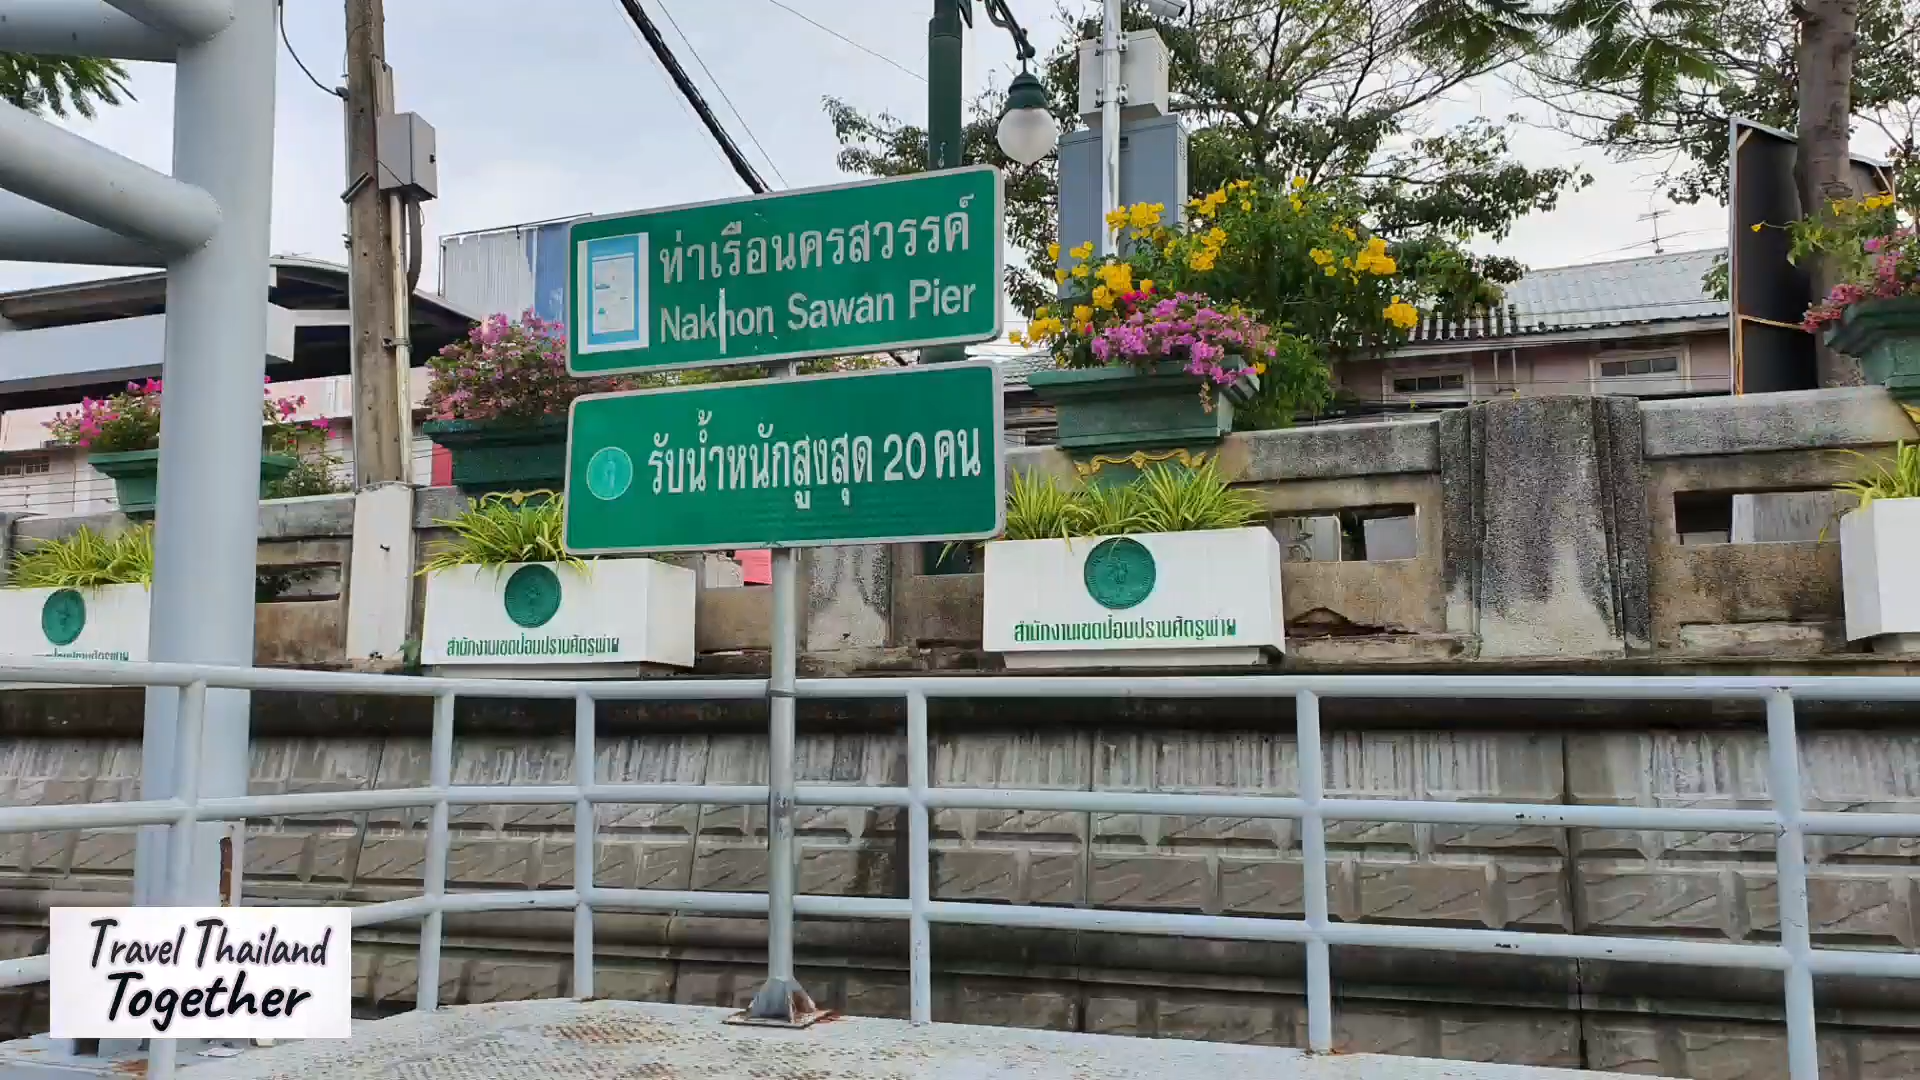 ท่าเรือนครสวรรค์
Nakhon Sawan Pier
รับน้ำหนักสูงสุด 20 คน
สำนักงานเขตป้อมปราบศัตรูพ่าย
สำนักงานเขตป้อมปราบศัตรูพ่าย
Travel Thailand
Together